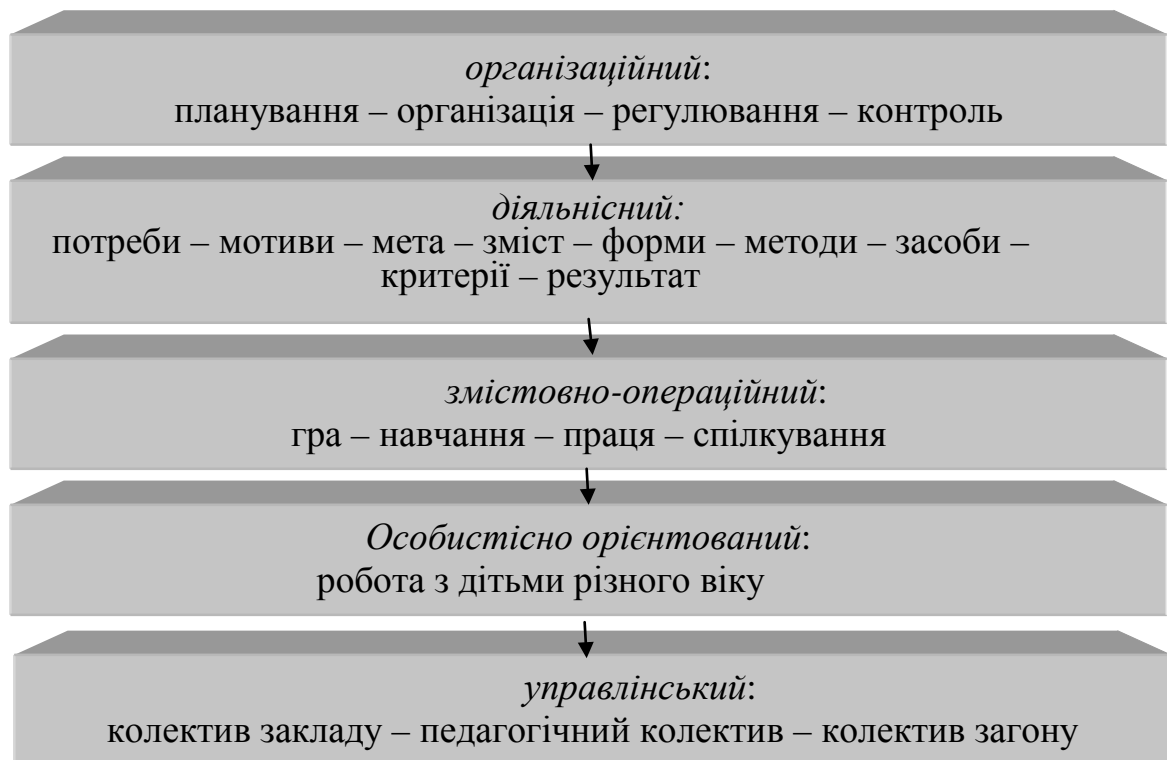 організаційний:
планування – організація – регулювання – контроль
діяльнісний:
потреби – мотиви – мета – зміст – форми – методи – засоби –
критерії – результат
змістовно-операційний:
гра – навчання – праця – спілкування
Особистісно орієнтований:
робота з дітьми різного віку
управлінський:
колектив закладу – педагогічний колектив – колектив загону